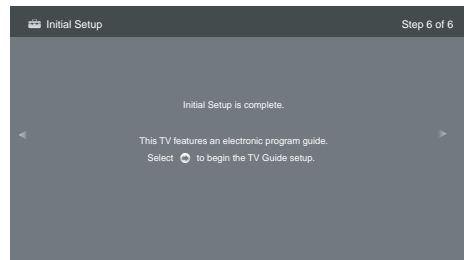 Initial Setup
Step 6 of 6
Initial Setup is complete.
This TV features an electronic program guide.
Select to begin the TV Guide setup.